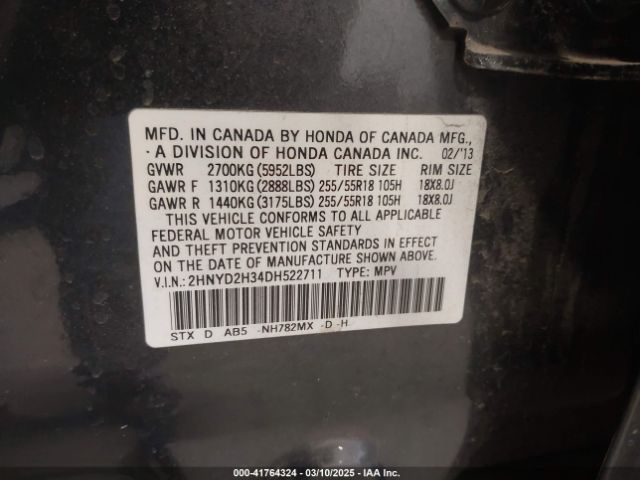 MFD. IN CANADA BY HONDA OF CANADA MFG.,
A DIVISION OF HONDA CANADA INC. 02/'13
GVWR 2700KG (5952LBS) TIRE SIZE RIM SIZE
GAWR F 1310KG (2888LBS) 255/55R18 105H 18X8.0J
GAWR R 1440KG (3175LBS) 255/55R18 105H 18X8.0J
THIS VEHICLE CONFORMS TO ALL APPLICABLE
FEDERAL MOTOR VEHICLE SAFETY
AND THEFT PREVENTION STANDARDS IN EFFECT
ON THE DATE OF MANUFACTURE SHOWN ABOVE.
V.I.N.: 2HNYD2H34DH522711 TYPE: MPV
STX D AB5 -NH782MX -D -H
000-41764324 | 03/10/2025 | IAA Inc.